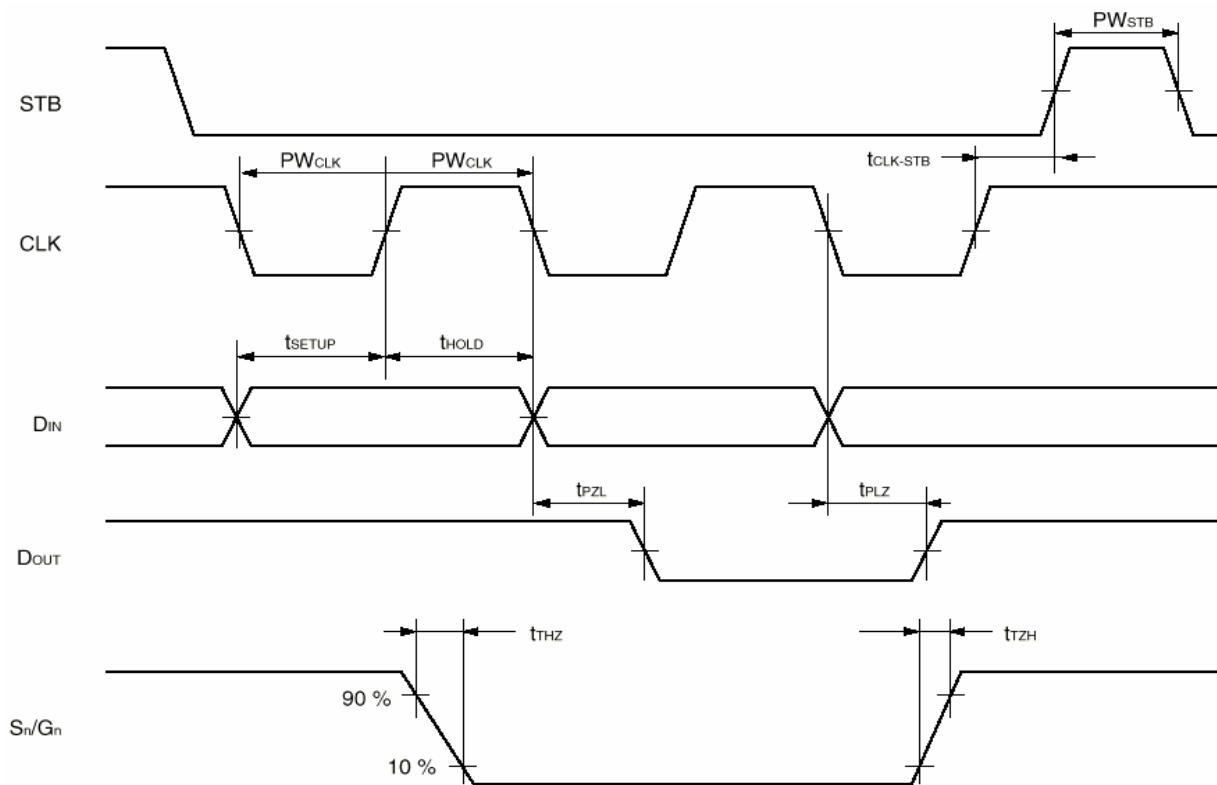 PWSTB
STB
tCLK-STB
PWCLK PWCLK
CLK
tSETUP tHOLD
DIN
tPZL tPLZ
DOUT
tTHZ tTZH
90 %
Sn/Gn
10 %